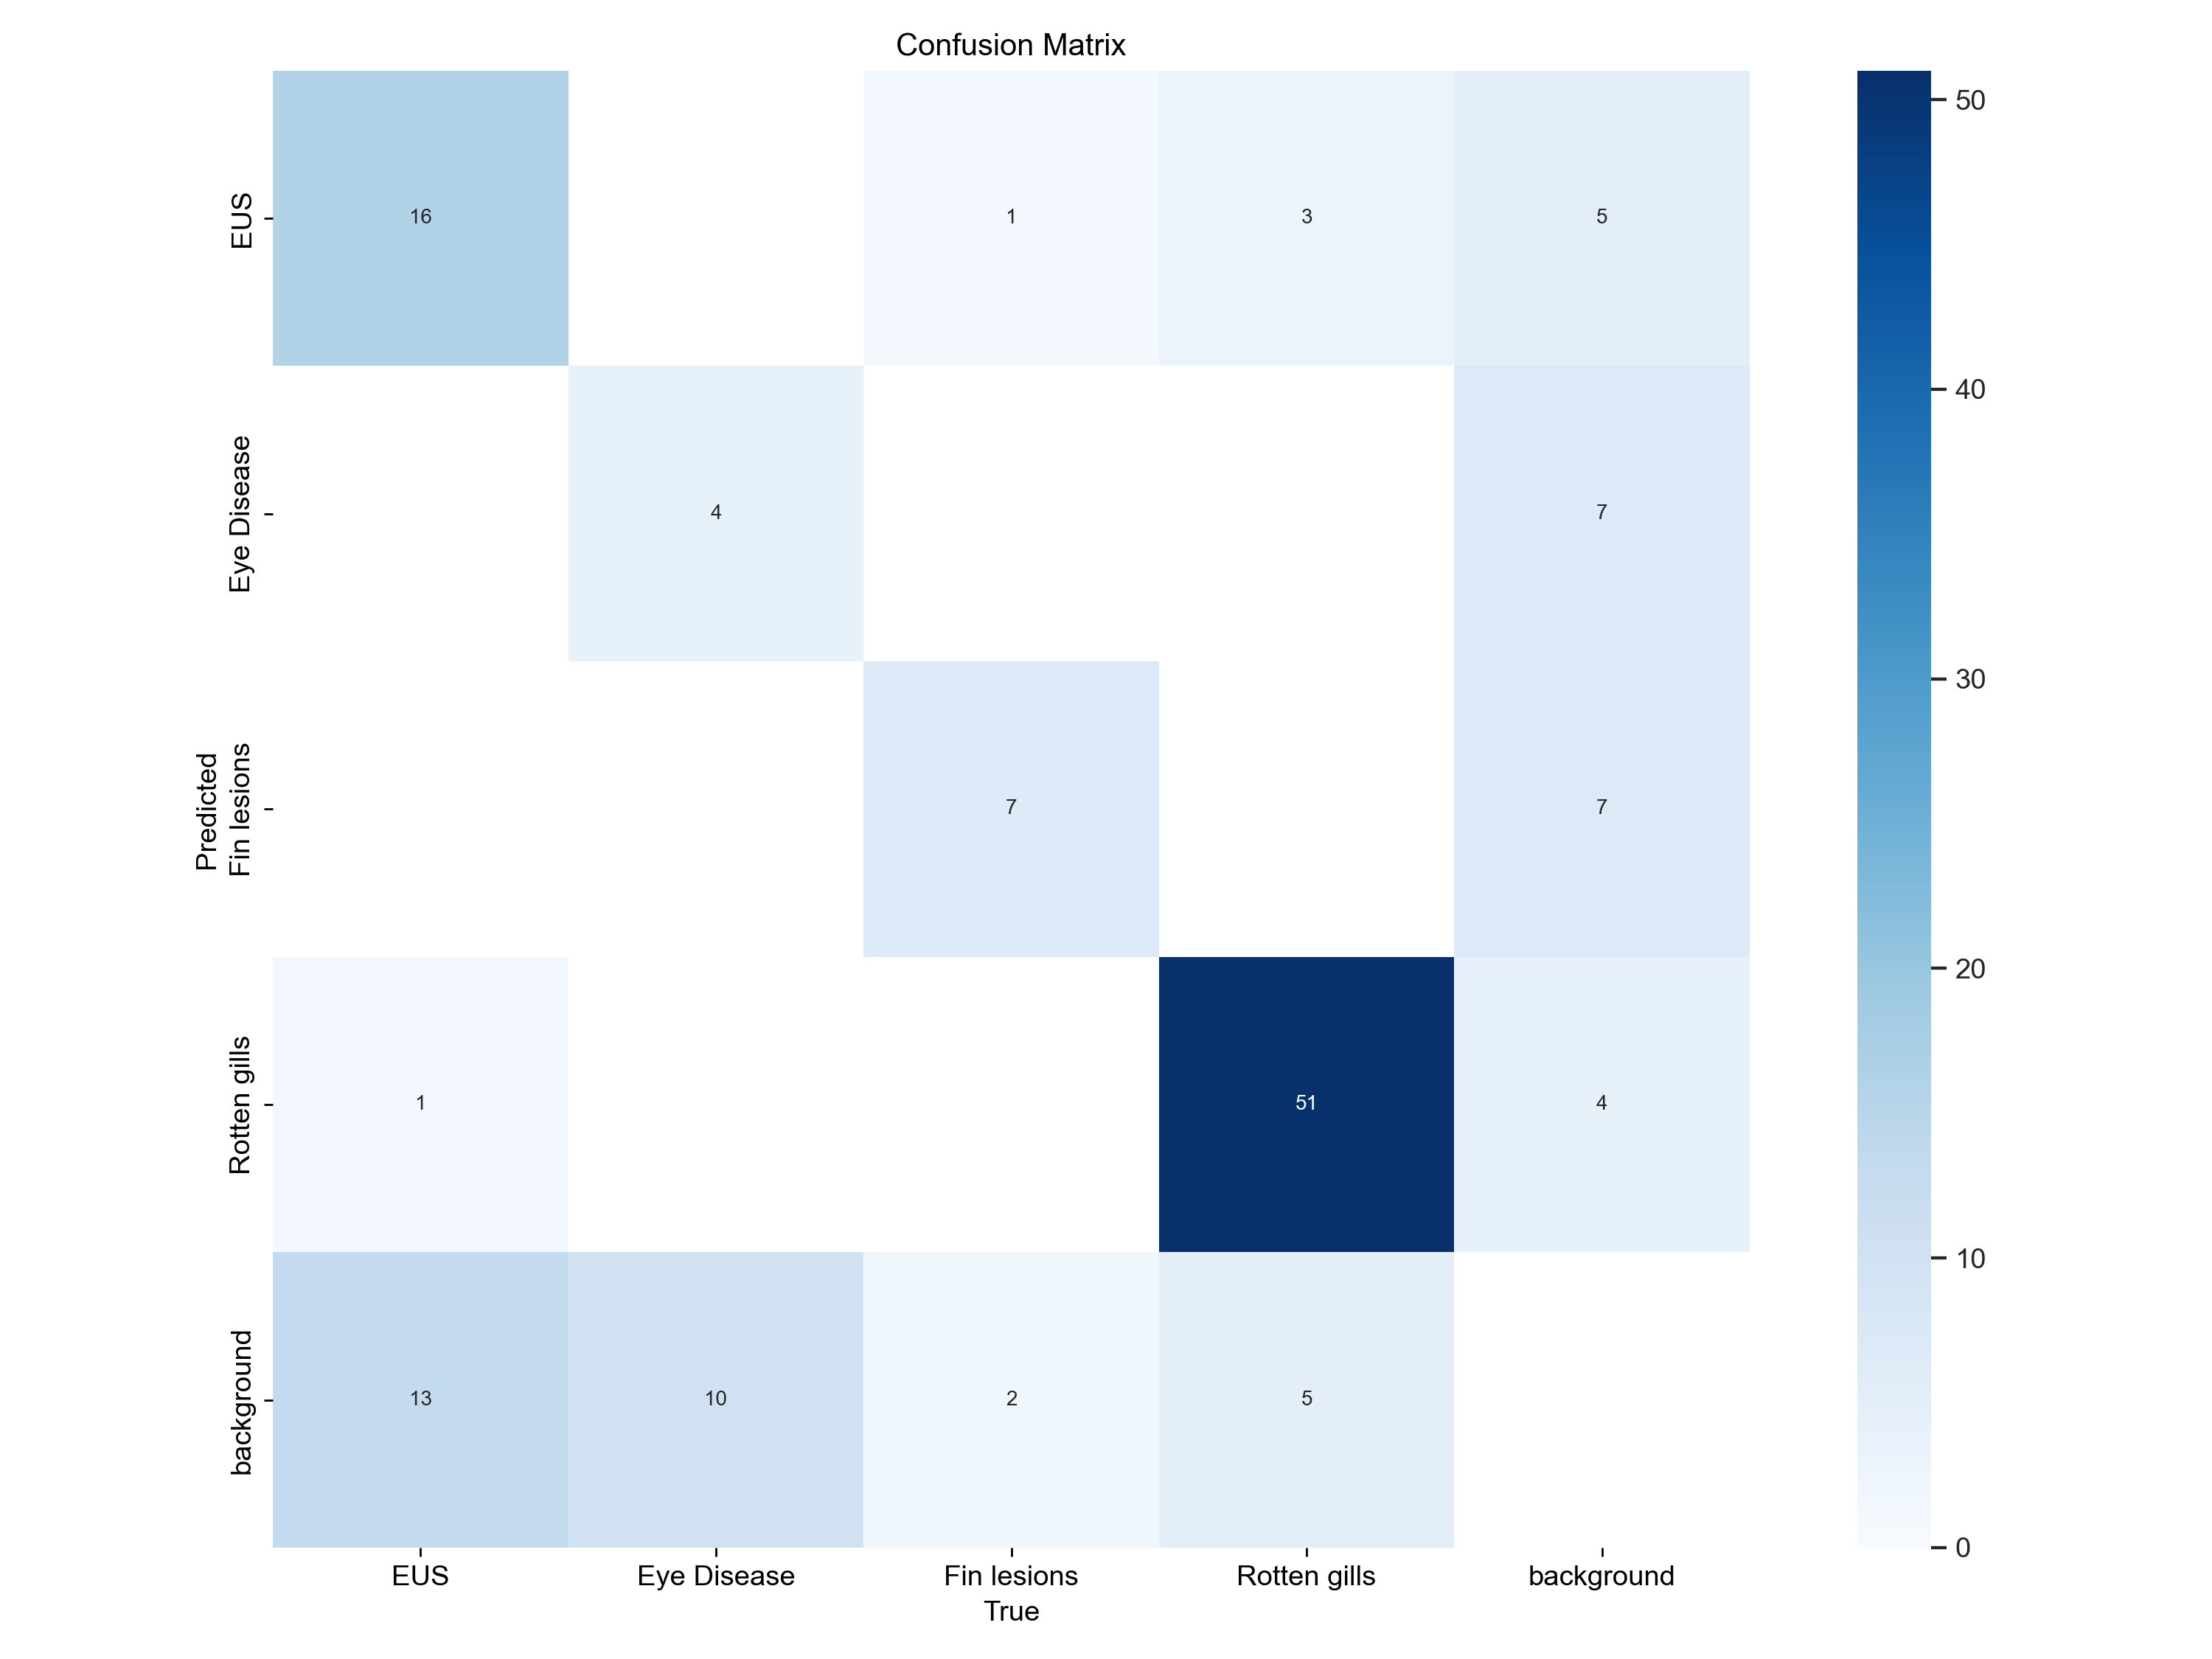 Confusion Matrix
EUS
16
1
3
5
Eye Disease
4
7
Predicted
Fin lesions
7
7
Rotten gills
1
51
4
background
13
10
2
5
EUS
Eye Disease
Fin lesions
Rotten gills
background
True
50
40
30
20
10
0